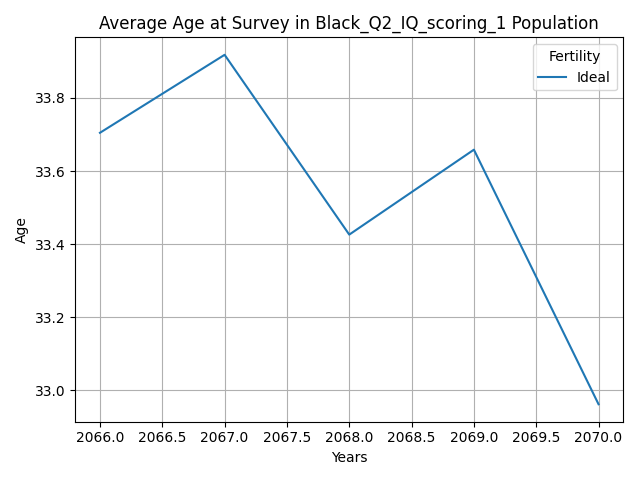 Average Age at Survey in Black_Q2_IQ_scoring_1 Population
Fertility
Ideal
33.8
33.6
33.4
33.2
33.0
Age
2066.0 2066.5 2067.0 2067.5 2068.0 2068.5 2069.0 2069.5 2070.0
Years